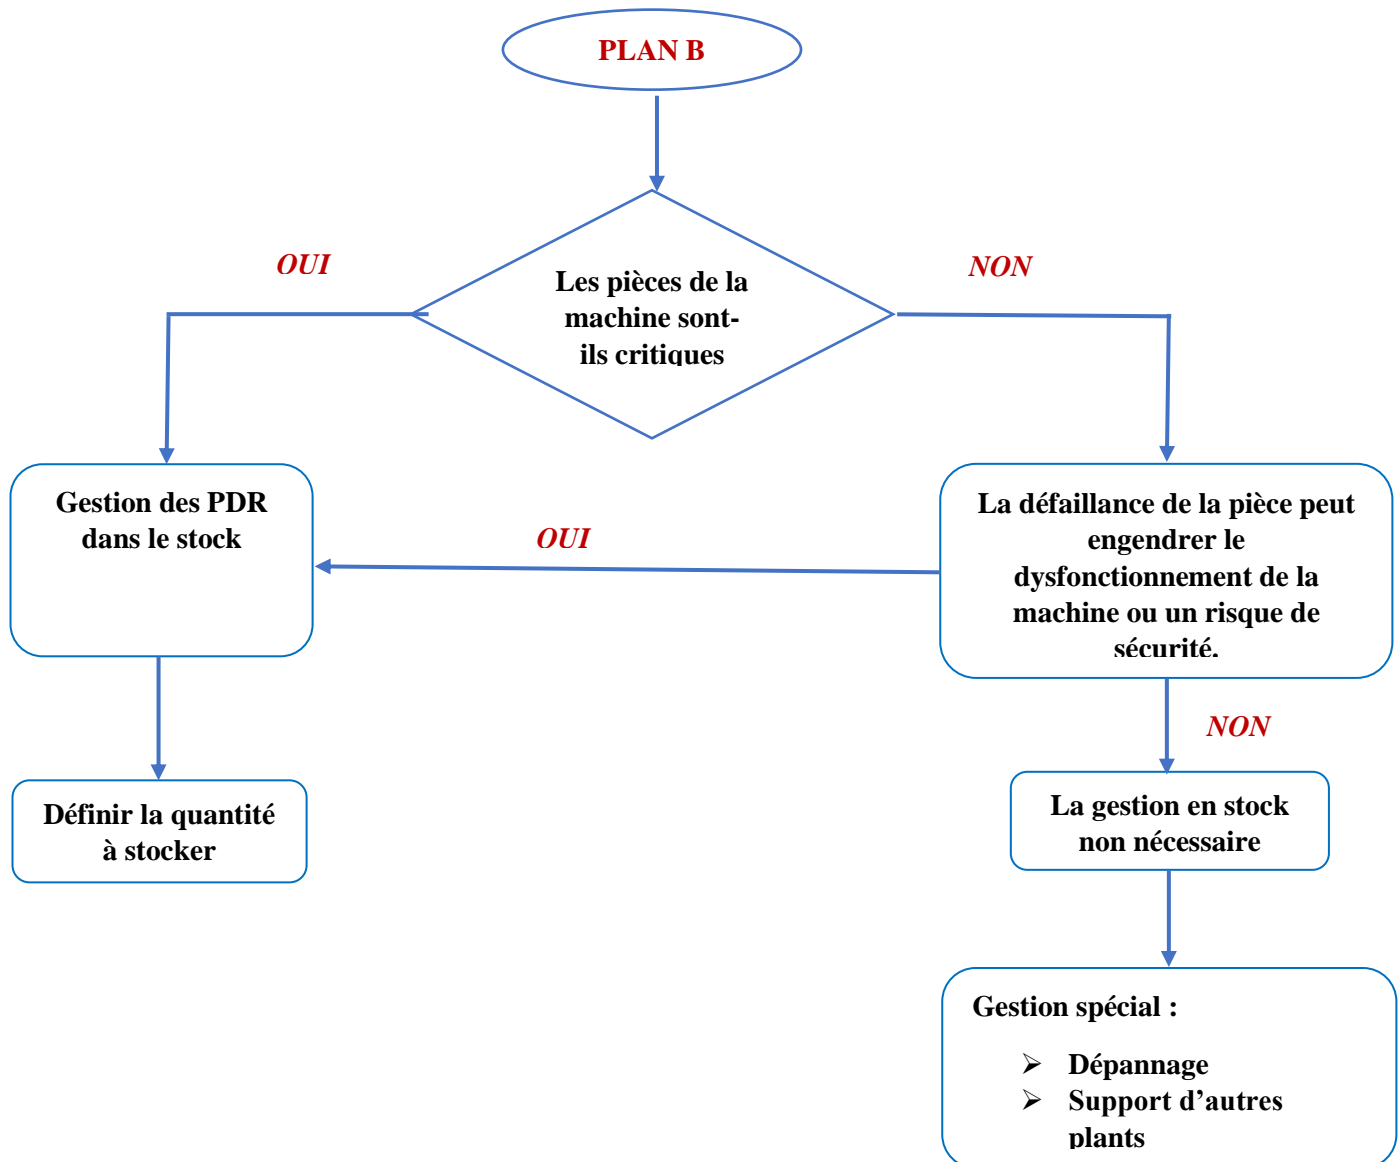 PLAN B
OUI
NON
Les pièces de la
machine sont-
ils critiques
Gestion des PDR
dans le stock
OUI
La défaillance de la pièce peut
engendrer le
dysfonctionnement de la
machine ou un risque de
sécurité.
NON
Définir la quantité
à stocker
La gestion en stock
non nécessaire
Gestion spécial :
➢ Dépannage
➢ Support d’autres
plants